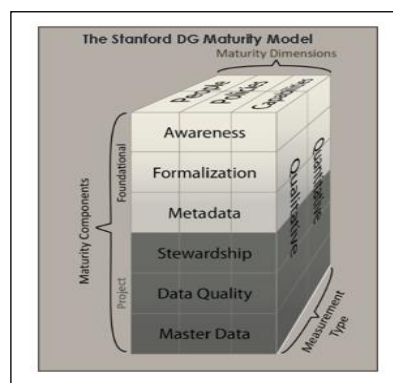 The Stanford DG Maturity Model
Maturity Dimensions
People
Policies
Capabilities
Maturity Components
Foundational
Project
Awareness
Formalization
Metadata
Stewardship
Data Quality
Master Data
Qualitative
Quantitative
Measurement
Type